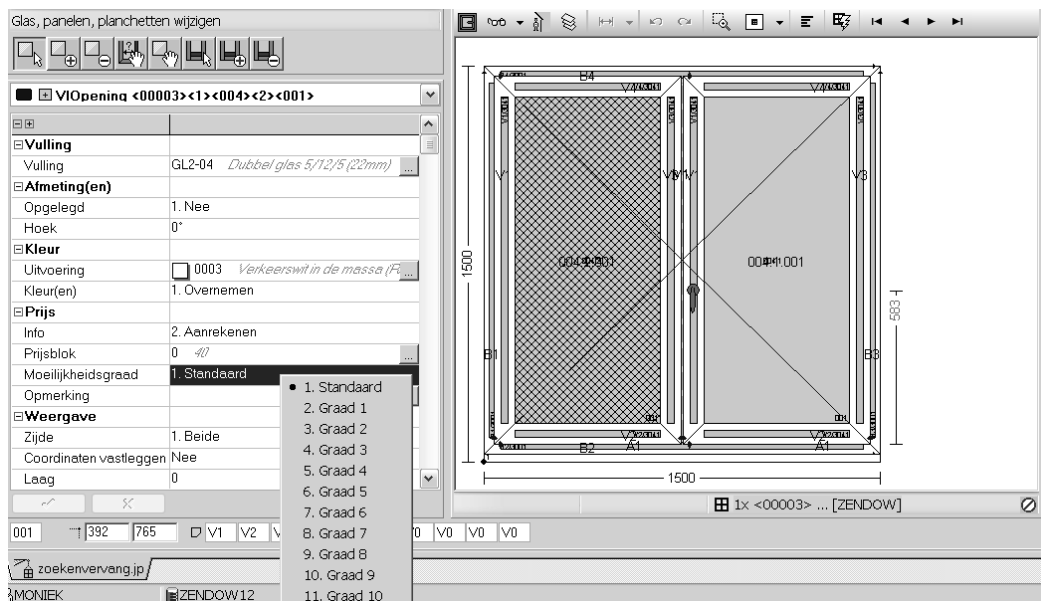 Glas, panelen, planchetten wijzigen
VIOpening <00003><1><004><2><001>
Vulling
Vulling GL2-04 Dubbel glas 5/12/5 (22mm) ...
Afmeting(en)
Opgelegd 1. Nee
Hoek 0°
Kleur
Uitvoering 0003 Verkeerswit in de massa ...
Kleur(en) 1. Overnemen
Prijs
Info 2. Aanrekenen
Prijsblok 0 40 ...
Moeilijkheidsgraad 1. Standaard
Opmerking
Weergave
Zijde 1. Beide
Coordinaten vastleggen Nee
Laag 0
1. Standaard
2. Graad 1
3. Graad 2
4. Graad 3
5. Graad 4
6. Graad 5
7. Graad 6
8. Graad 7
9. Graad 8
10. Graad 9
11. Graad 10
001 392 765 V1 V2 V0 V0 V0
zoekenvervang.jp
MONIEK ZENDOW12
B4
V3
1500
583
B1
B3
001
B2 A1 A1
1500
1x <00003> ... [ZENDOW]